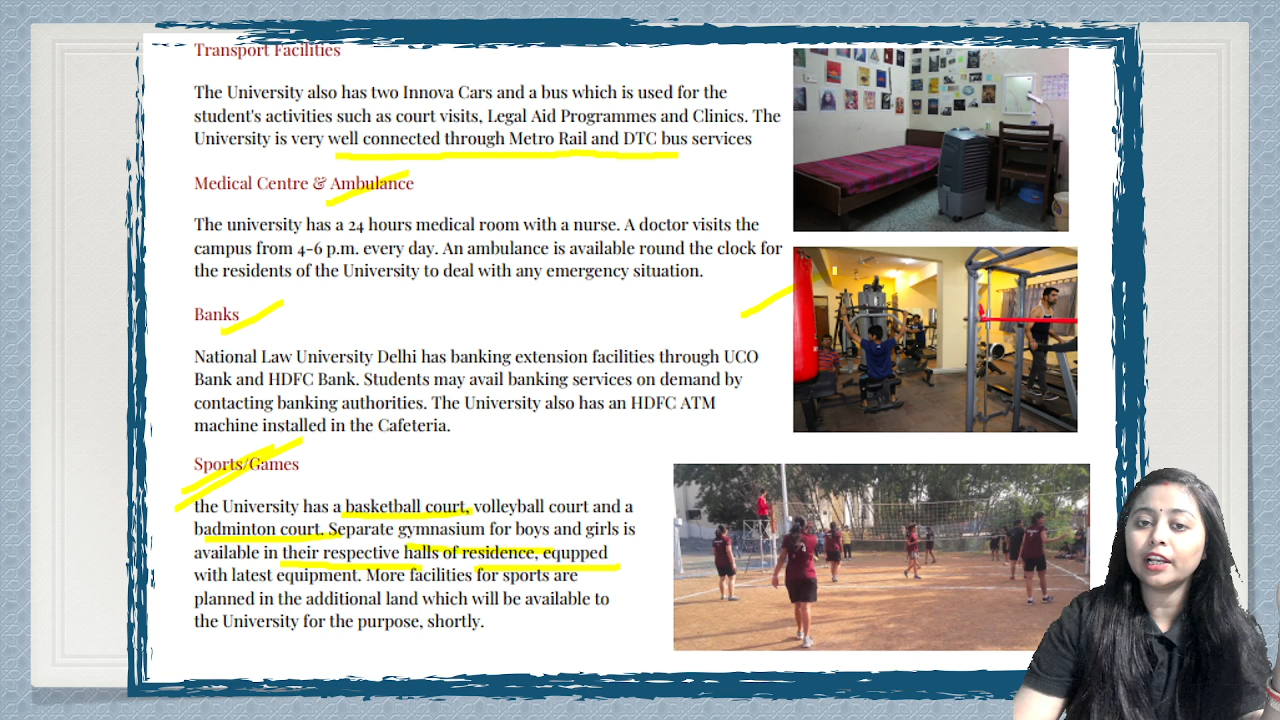 Transport Facilities
The University also has two Innova Cars and a bus which is used for the
student's activities such as court visits, Legal Aid Programmes and Clinics. The
University is very well connected through Metro Rail and DTC bus services
Medical Centre & Ambulance
The university has a 24 hours medical room with a nurse. A doctor visits the
campus from 4-6 p.m. every day. An ambulance is available round the clock for
the residents of the University to deal with any emergency situation.
Banks
National Law University Delhi has banking extension facilities through UCO
Bank and HDFC Bank. Students may avail banking services on demand by
contacting banking authorities. The University also has an HDFC ATM
machine installed in the Cafeteria.
Sports/Games
the University has a basketball court, volleyball court and a
badminton court. Separate gymnasium for boys and girls is
available in their respective halls of residence, equpped
with latest equipment. More facilities for sports are
planned in the additional land which will be available to
the University for the purpose, shortly.